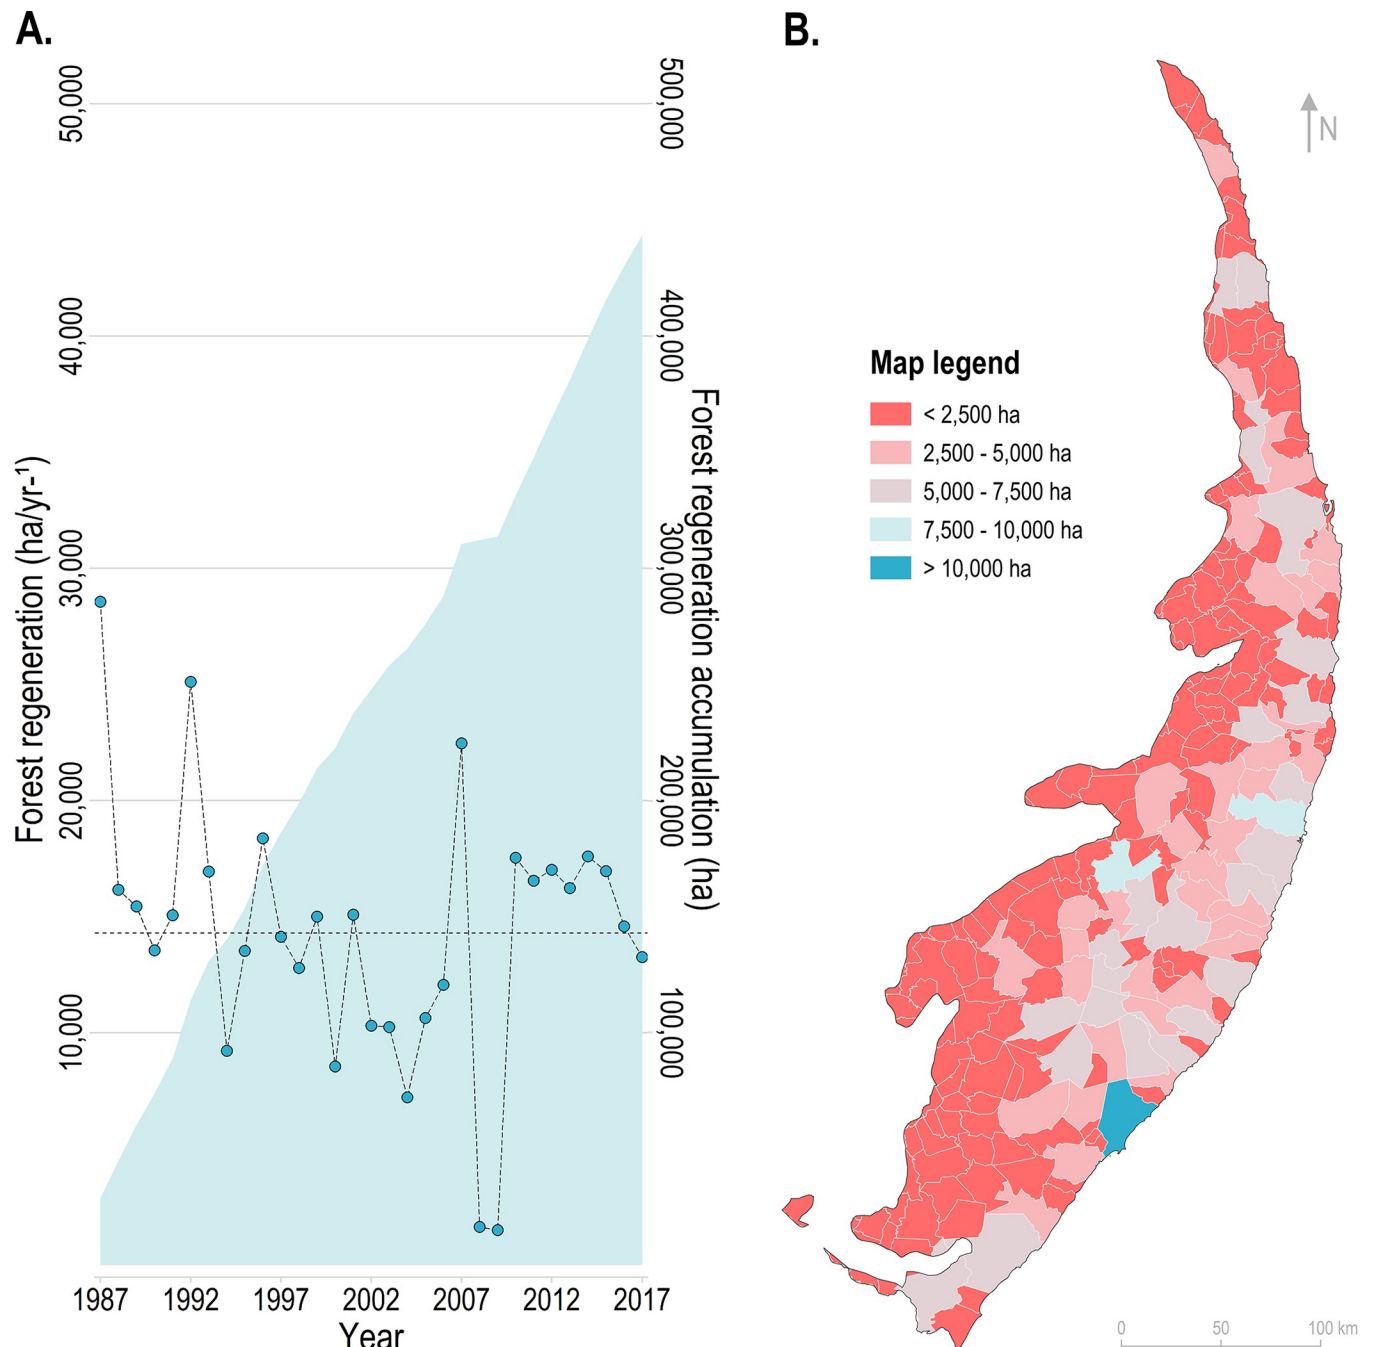 A.
Forest regeneration (ha/yr-¹)
50,000
40,000
30,000
20,000
10,000
500,000
400,000
300,000
200,000
100,000
Forest regeneration accumulation (ha)
1987 1992 1997 2002 2007 2012 2017
Year
B.
N
Map legend
< 2,500 ha
2,500 - 5,000 ha
5,000 - 7,500 ha
7,500 - 10,000 ha
> 10,000 ha
0 50 100 km